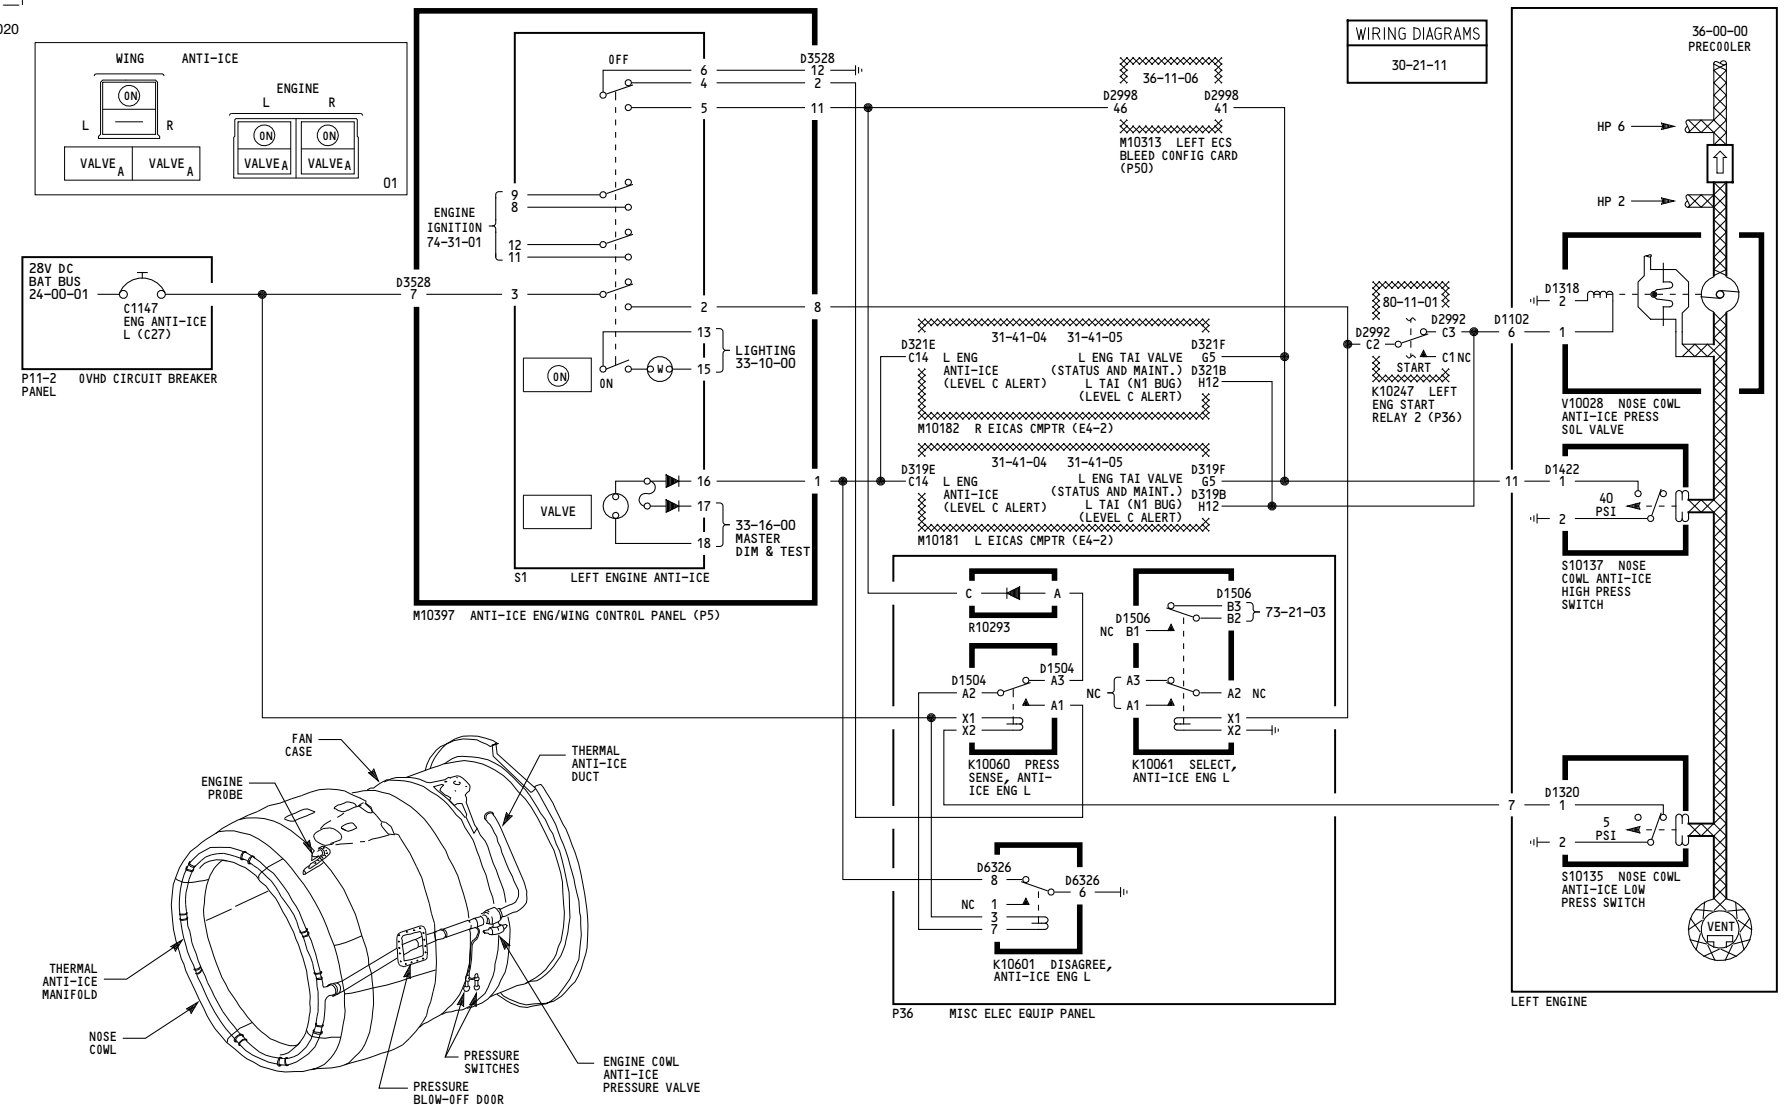 020
WING ANTI-ICE
ON
L R
VALVE A VALVE A
ENGINE
L R
ON ON
VALVE A VALVE A
01
28V DC
BAT BUS
24-00-01
C1147
ENG ANTI-ICE
L (C27)
P11-2 OVHD CIRCUIT BREAKER
PANEL
D3528
7
ENGINE
IGNITION
74-31-01
OFF
6
4
5
9
8
12
11
3
2
13
15
LIGHTING
33-10-00
ON
ON
W
VALVE
16
17
18
33-16-00
MASTER
DIM & TEST
S1 LEFT ENGINE ANTI-ICE
M10397 ANTI-ICE ENG/WING CONTROL PANEL (P5)
D3528
12
2
11
8
1
36-11-06
D2998 D2998
46 41
M10313 LEFT ECS
BLEED CONFIG CARD
(P50)
WIRING DIAGRAMS
30-21-11
31-41-04 31-41-05
D321E D321F
C14 L ENG L ENG TAI VALVE G5
ANTI-ICE (STATUS AND MAINT.) D321B
(LEVEL C ALERT) L TAI (N1 BUG) H12
(LEVEL C ALERT)
M10182 R EICAS CMPTR (E4-2)
31-41-04 31-41-05
D319E D319F
C14 L ENG L ENG TAI VALVE G5
ANTI-ICE (STATUS AND MAINT.) D319B
(LEVEL C ALERT) L TAI (N1 BUG) H12
(LEVEL C ALERT)
M10181 L EICAS CMPTR (E4-2)
80-11-01
D2992 D2992
C2 C3
C1 NC
START
K10247 LEFT
ENG START
RELAY 2 (P36)
D1102
6
11
7
C A
R10293
D1504 D1504
A2 A3
A1
X1
X2
K10060 PRESS
SENSE, ANTI-
ICE ENG L
D1506
D1506 B3
B2
73-21-03
NC B1
NC A3
A1
A2 NC
X1
X2
K10061 SELECT,
ANTI-ICE ENG L
D6326 D6326
8 6
NC 1
3
7
K10601 DISAGREE,
ANTI-ICE ENG L
P36 MISC ELEC EQUIP PANEL
36-00-00
PRECOOLER
HP 6
HP 2
D1318
2
1
V10028 NOSE COWL
ANTI-ICE PRESS
SOL VALVE
D1422
1
40
PSI
2
S10137 NOSE
COWL ANTI-ICE
HIGH PRESS
SWITCH
D1320
1
5
PSI
2
S10135 NOSE COWL
ANTI-ICE LOW
PRESS SWITCH
VENT
LEFT ENGINE
FAN
CASE
ENGINE
PROBE
THERMAL
ANTI-ICE
DUCT
THERMAL
ANTI-ICE
MANIFOLD
NOSE
COWL
PRESSURE
SWITCHES
PRESSURE
BLOW-OFF DOOR
ENGINE COWL
ANTI-ICE
PRESSURE VALVE